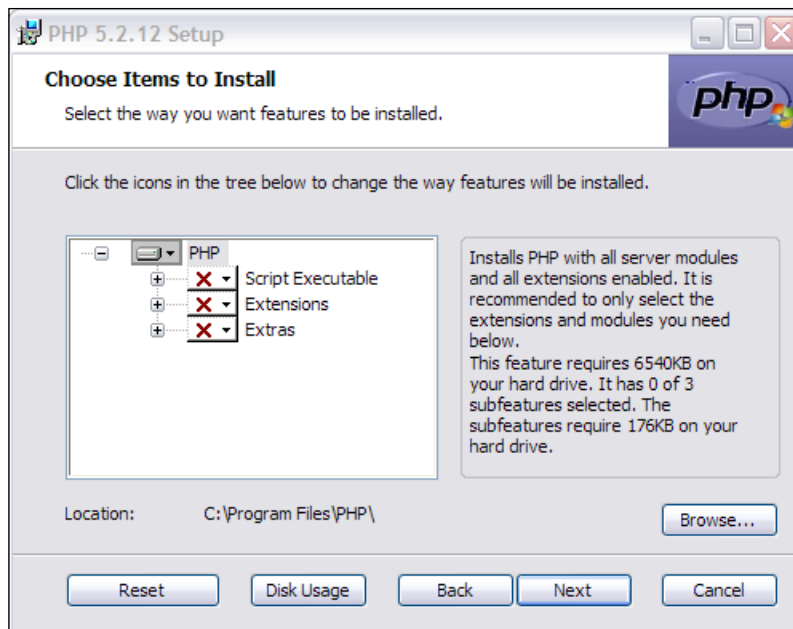 PHP 5.2.12 Setup
Choose Items to Install
Select the way you want features to be installed.
php
Click the icons in the tree below to change the way features will be installed.
PHP
Script Executable
Extensions
Extras
Installs PHP with all server modules
and all extensions enabled. It is
recommended to only select the
extensions and modules you need
below.
This feature requires 6540KB on
your hard drive. It has 0 of 3
subfeatures selected. The
subfeatures require 176KB on your
hard drive.
Location: C:\Program Files\PHP\
Browse...
Reset Disk Usage Back Next Cancel